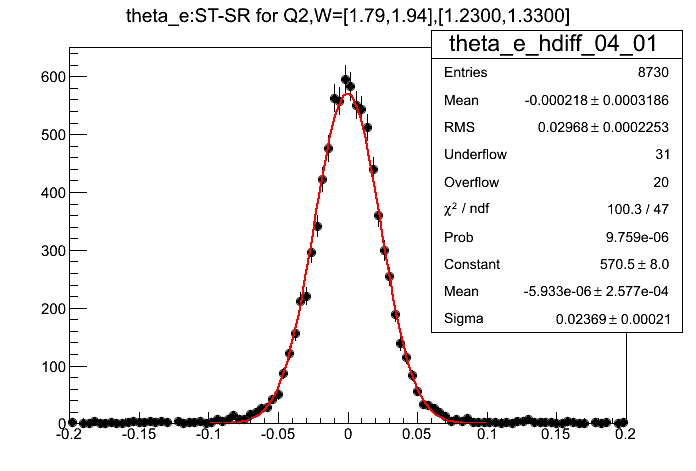 theta_e:ST-SR for Q2,W=[1.79,1.94],[1.2300,1.3300]
theta_e_hdiff_04_01
Entries 8730
Mean -0.000218 ± 0.0003186
RMS 0.02968 ± 0.0002253
Underflow 31
Overflow 20
χ² / ndf 100.3 / 47
Prob 9.759e-06
Constant 570.5 ± 8.0
Mean -5.933e-06 ± 2.577e-04
Sigma 0.02369 ± 0.00021
600
500
400
300
200
100
0
-0.2 -0.15 -0.1 -0.05 0 0.05 0.1 0.15 0.2